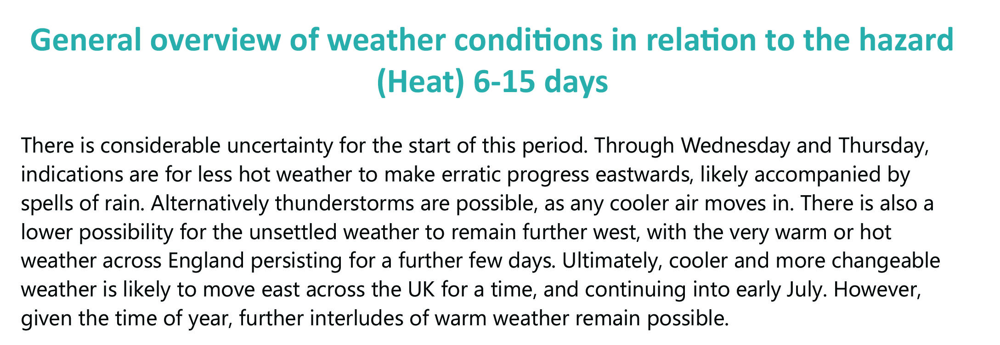 General overview of weather conditions in relation to the hazard
(Heat) 6-15 days
There is considerable uncertainty for the start of this period. Through Wednesday and Thursday,
indications are for less hot weather to make erratic progress eastwards, likely accompanied by
spells of rain. Alternatively thunderstorms are possible, as any cooler air moves in. There is also a
lower possibility for the unsettled weather to remain further west, with the very warm or hot
weather across England persisting for a further few days. Ultimately, cooler and more changeable
weather is likely to move east across the UK for a time, and continuing into early July. However,
given the time of year, further interludes of warm weather remain possible.